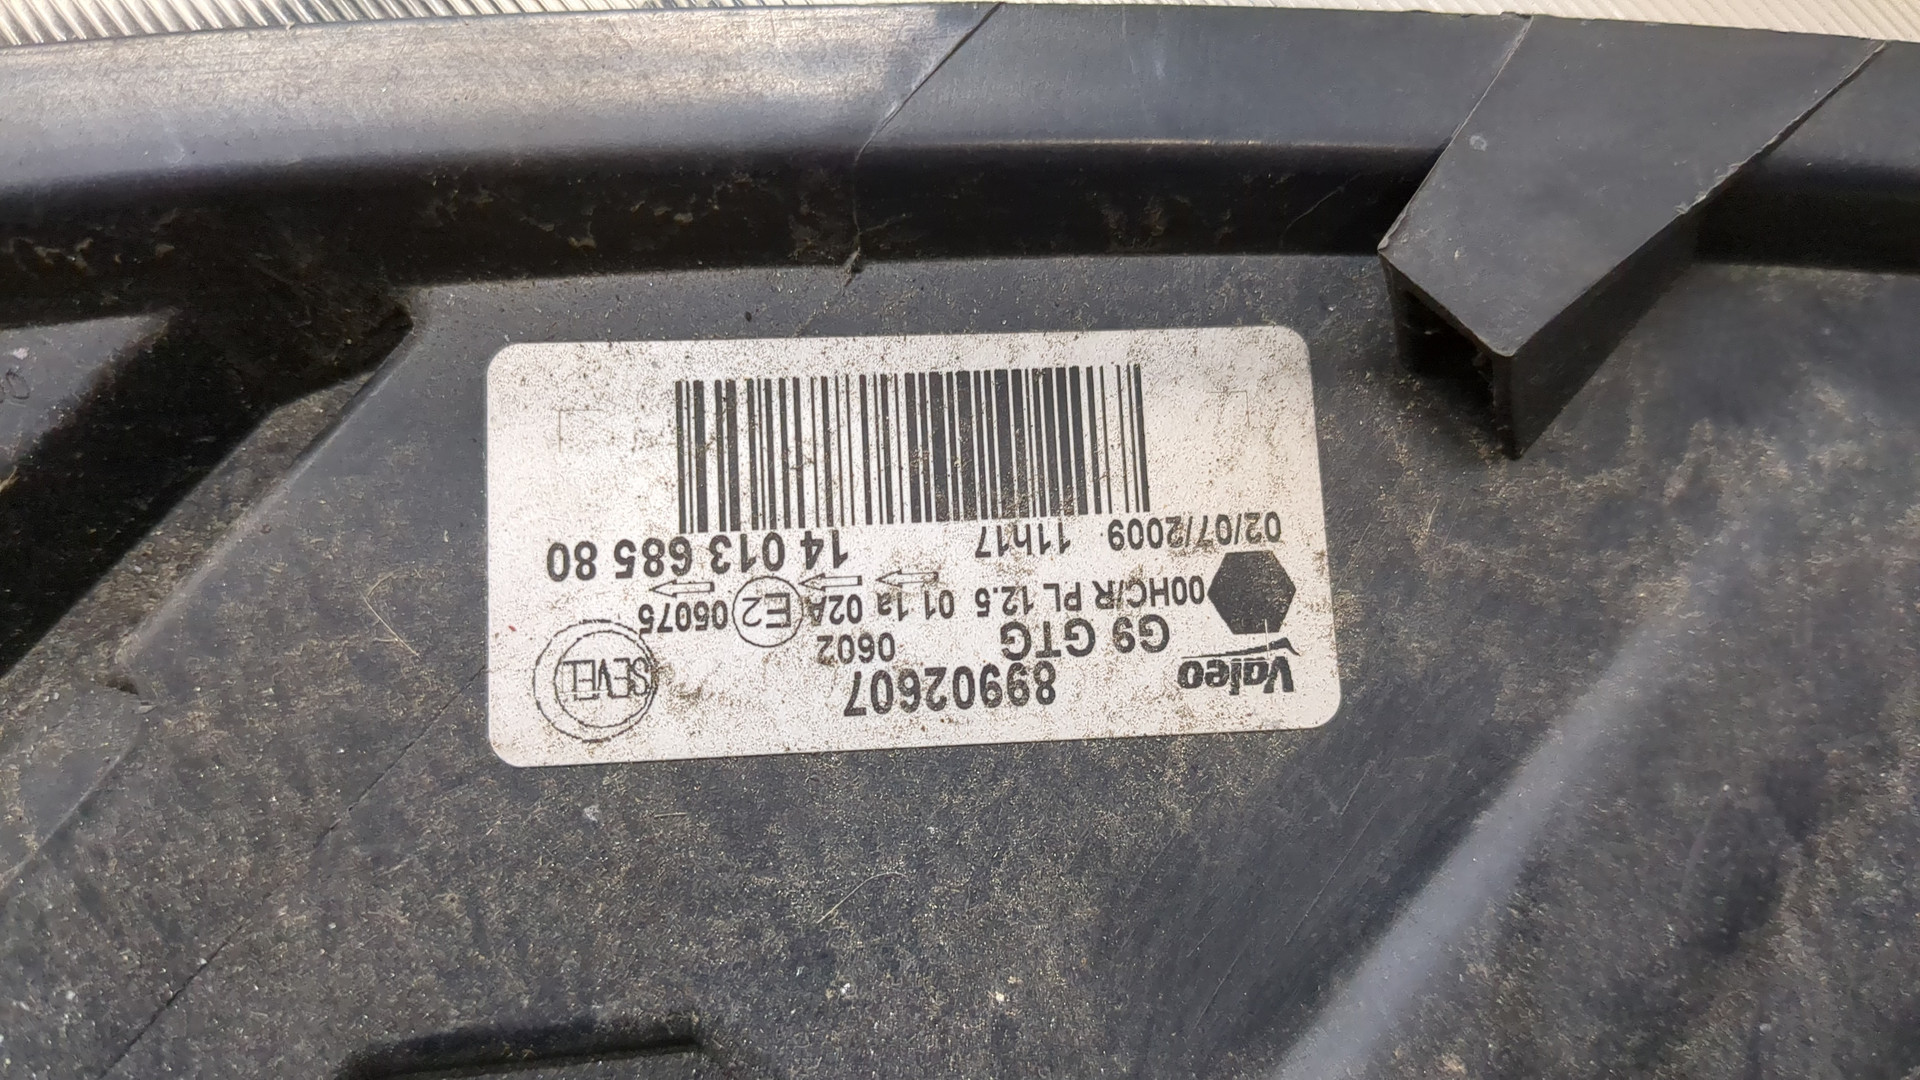 Valeo
89902607
SEVEL
G9 GTG
0602
00HC/R PL 12.5 01 1a 02A E2 05075
14 013 685 80
02/07/2009 11h17